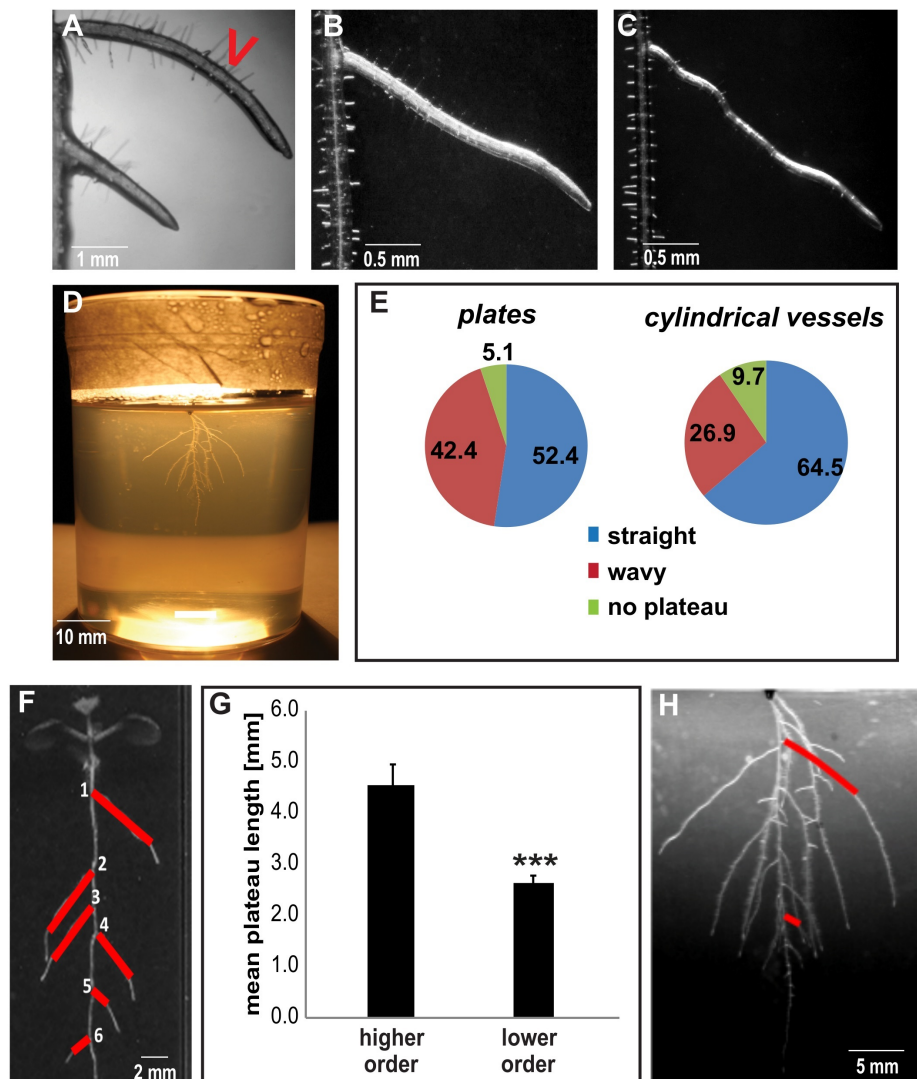 A
V
1 mm
B
0.5 mm
C
0.5 mm
D
10 mm
E
plates
cylindrical vessels
5.1
42.4
52.4
9.7
26.9
64.5
straight
wavy
no plateau
F
1
2
3
4
5
6
2 mm
G
mean plateau length [mm]
6.0
5.0
4.0
3.0
2.0
1.0
0.0
***
higher
order
lower
order
H
5 mm